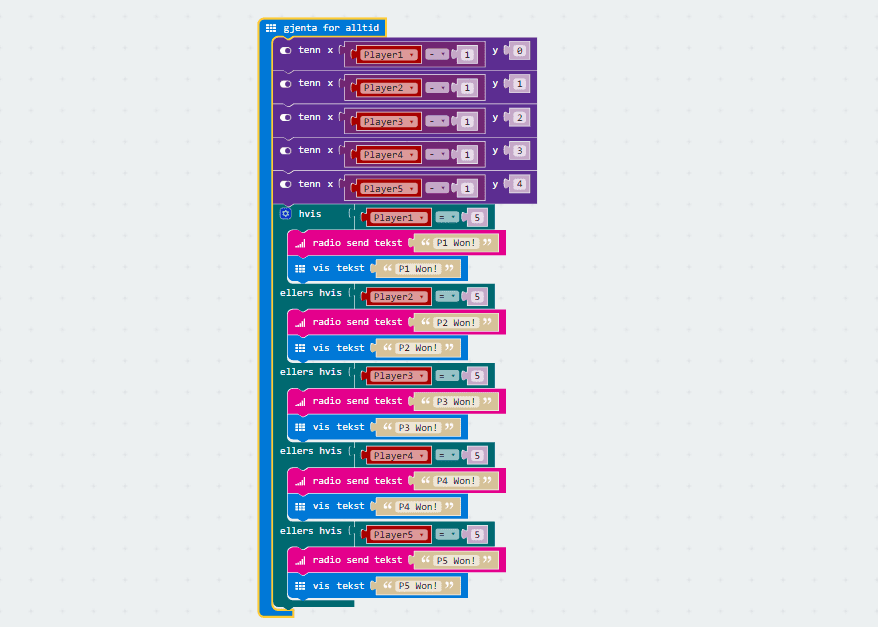 gjenta for alltid
tenn x Player1 - 1 y 0
tenn x Player2 - 1 y 1
tenn x Player3 - 1 y 2
tenn x Player4 - 1 y 3
tenn x Player5 - 1 y 4
hvis Player1 = 5
radio send tekst “ P1 Won! ”
vis tekst “ P1 Won! ”
ellers hvis Player2 = 5
radio send tekst “ P2 Won! ”
vis tekst “ P2 Won! ”
ellers hvis Player3 = 5
radio send tekst “ P3 Won! ”
vis tekst “ P3 Won! ”
ellers hvis Player4 = 5
radio send tekst “ P4 Won! ”
vis tekst “ P4 Won! ”
ellers hvis Player5 = 5
radio send tekst “ P5 Won! ”
vis tekst “ P5 Won! ”